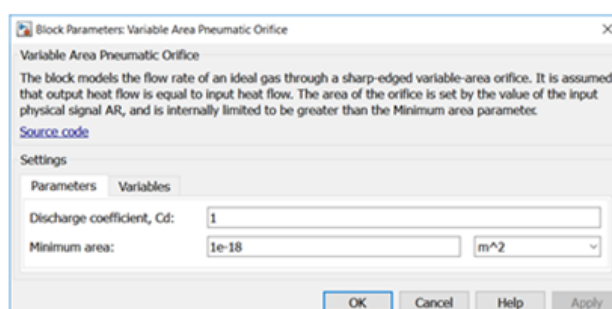 Block Parameters: Variable Area Pneumatic Orifice
Variable Area Pneumatic Orifice
The block models the flow rate of an ideal gas through a sharp-edged variable-area orifice. It is assumed
that output heat flow is equal to input heat flow. The area of the orifice is set by the value of the input
physical signal AR, and is internally limited to be greater than the Minimum area parameter.
Source code
Settings
Parameters Variables
Discharge coefficient, Cd: 1
Minimum area: 1e-18 m^2
OK Cancel Help Apply